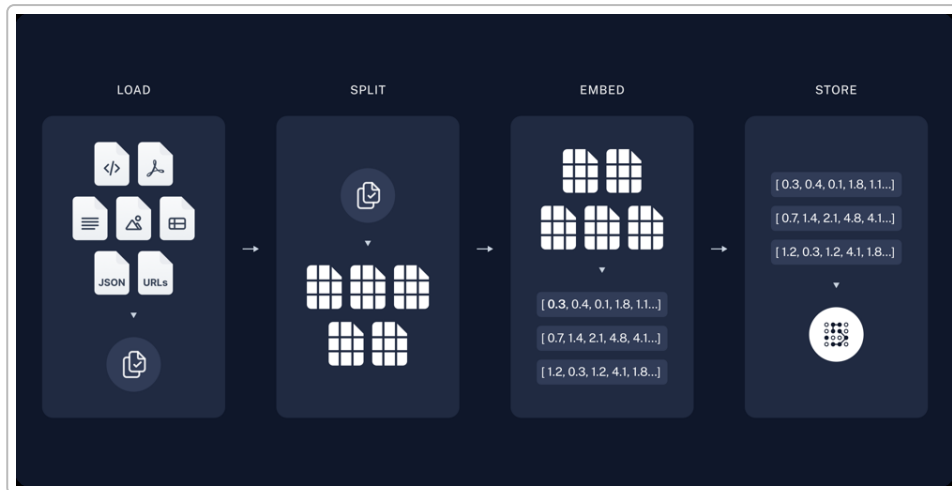 LOAD
SPLIT
EMBED
STORE
</>
JSON
URLs
[ 0.3, 0.4, 0.1, 1.8, 1.1...]
[ 0.7, 1.4, 2.1, 4.8, 4.1...]
[ 1.2, 0.3, 1.2, 4.1, 1.8...]
[ 0.3, 0.4, 0.1, 1.8, 1.1...]
[ 0.7, 1.4, 2.1, 4.8, 4.1...]
[ 1.2, 0.3, 1.2, 4.1, 1.8...]